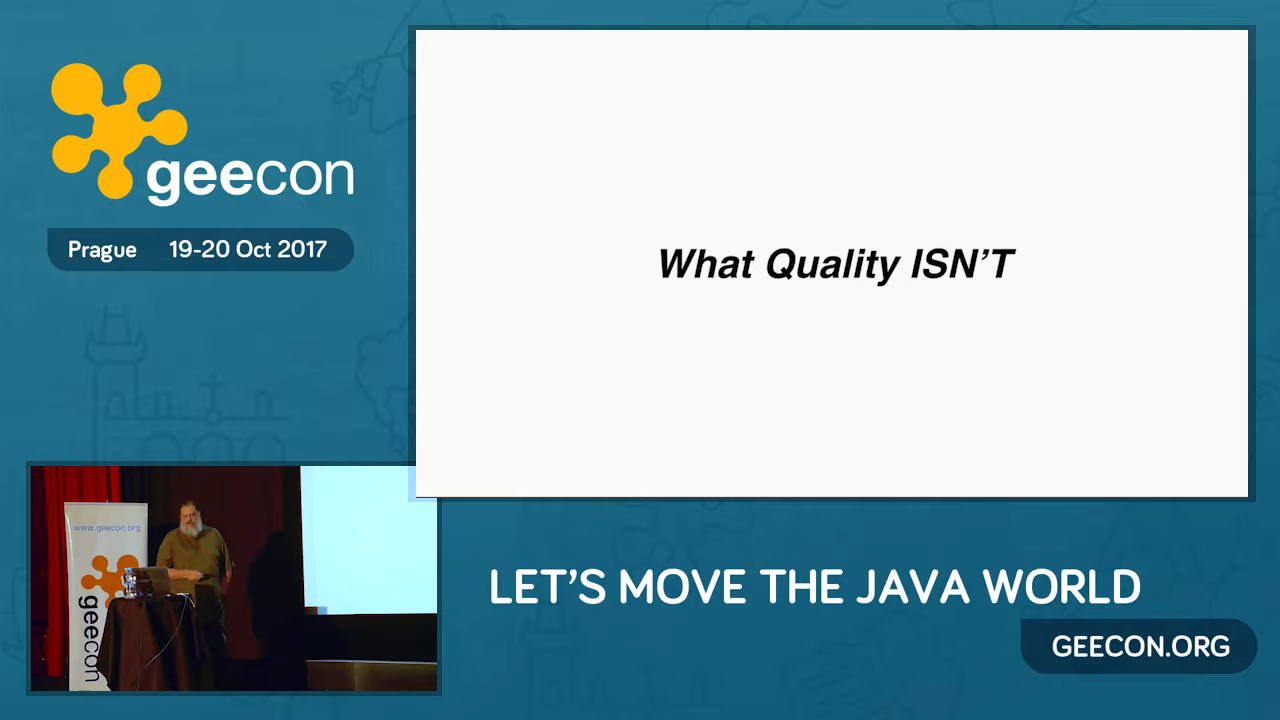 geecon
Prague 19-20 Oct 2017
What Quality ISN'T
www.geecon.org
geecon
LET'S MOVE THE JAVA WORLD
GEECON.ORG